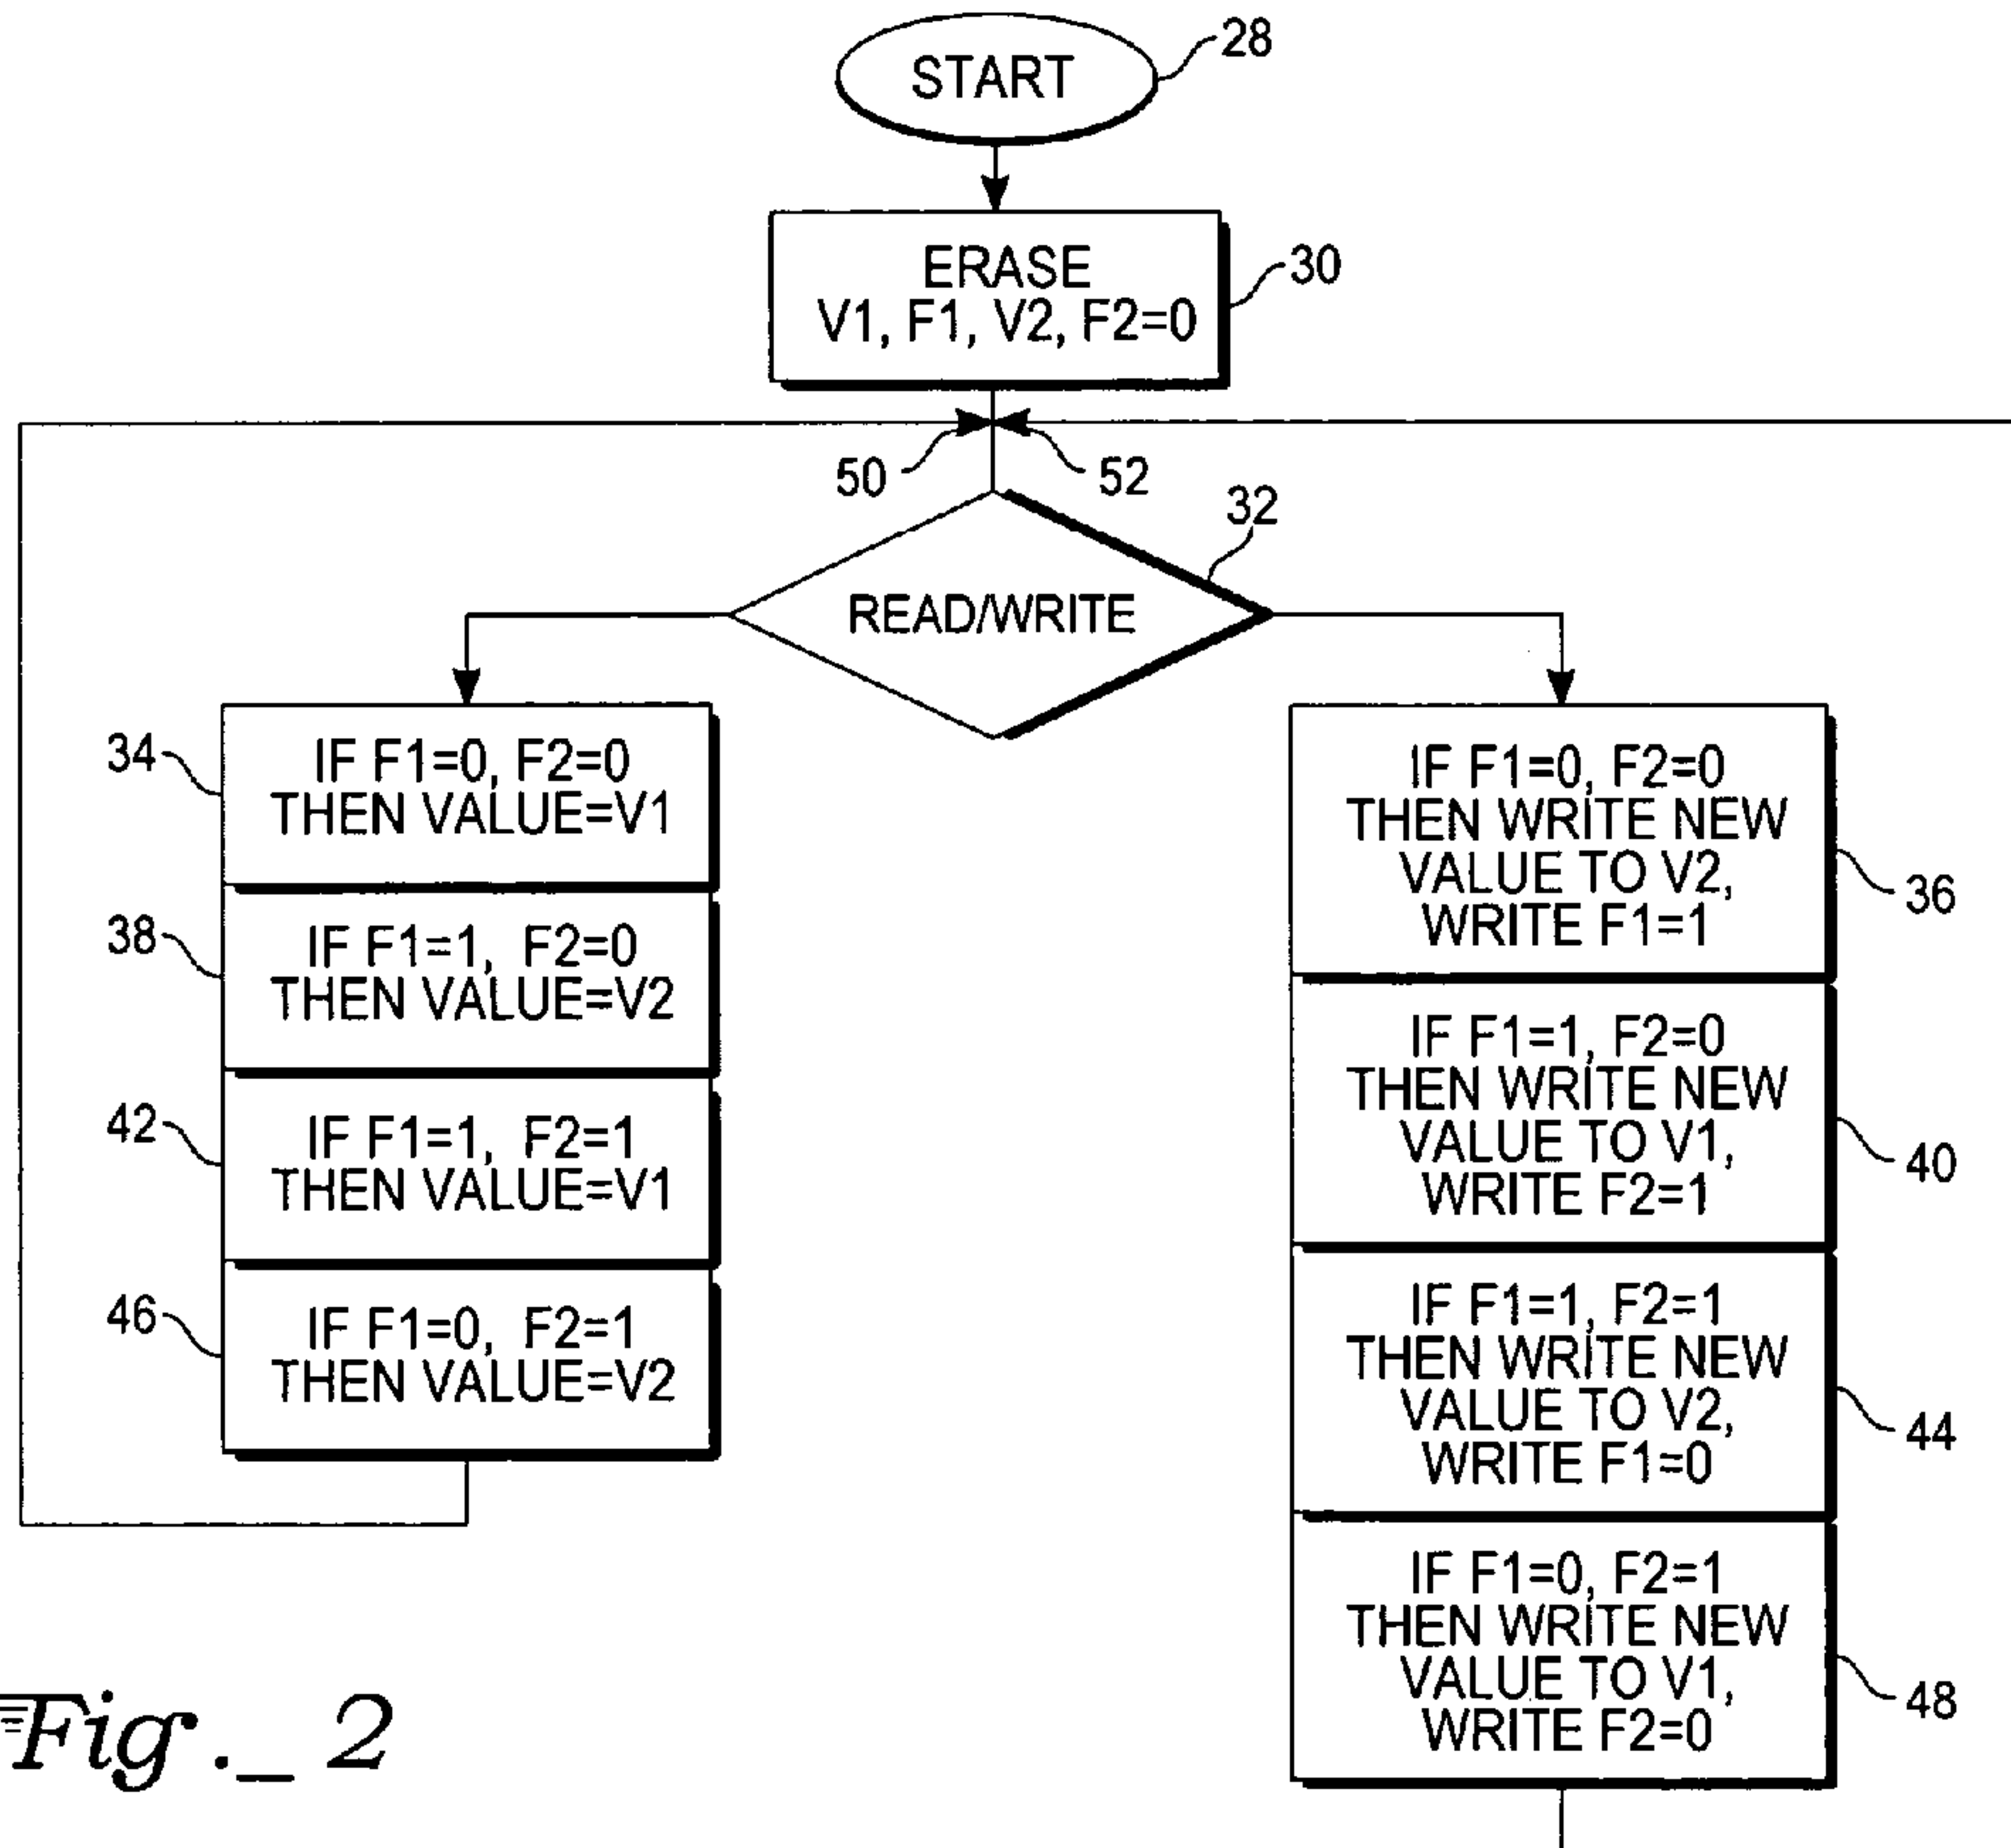 START
28
ERASE
V1, F1, V2, F2=0
30
50
52
32
READ/WRITE
34
IF F1=0, F2=0
THEN VALUE=V1
38
IF F1=1, F2=0
THEN VALUE=V2
42
IF F1=1, F2=1
THEN VALUE=V1
46
IF F1=0, F2=1
THEN VALUE=V2
IF F1=0, F2=0
THEN WRITE NEW
VALUE TO V2,
WRITE F1=1
36
IF F1=1, F2=0
THEN WRITE NEW
VALUE TO V1,
WRITE F2=1
40
IF F1=1, F2=1
THEN WRITE NEW
VALUE TO V2,
WRITE F1=0
44
IF F1=0, F2=1
THEN WRITE NEW
VALUE TO V1,
WRITE F2=0
48
Fig._ 2